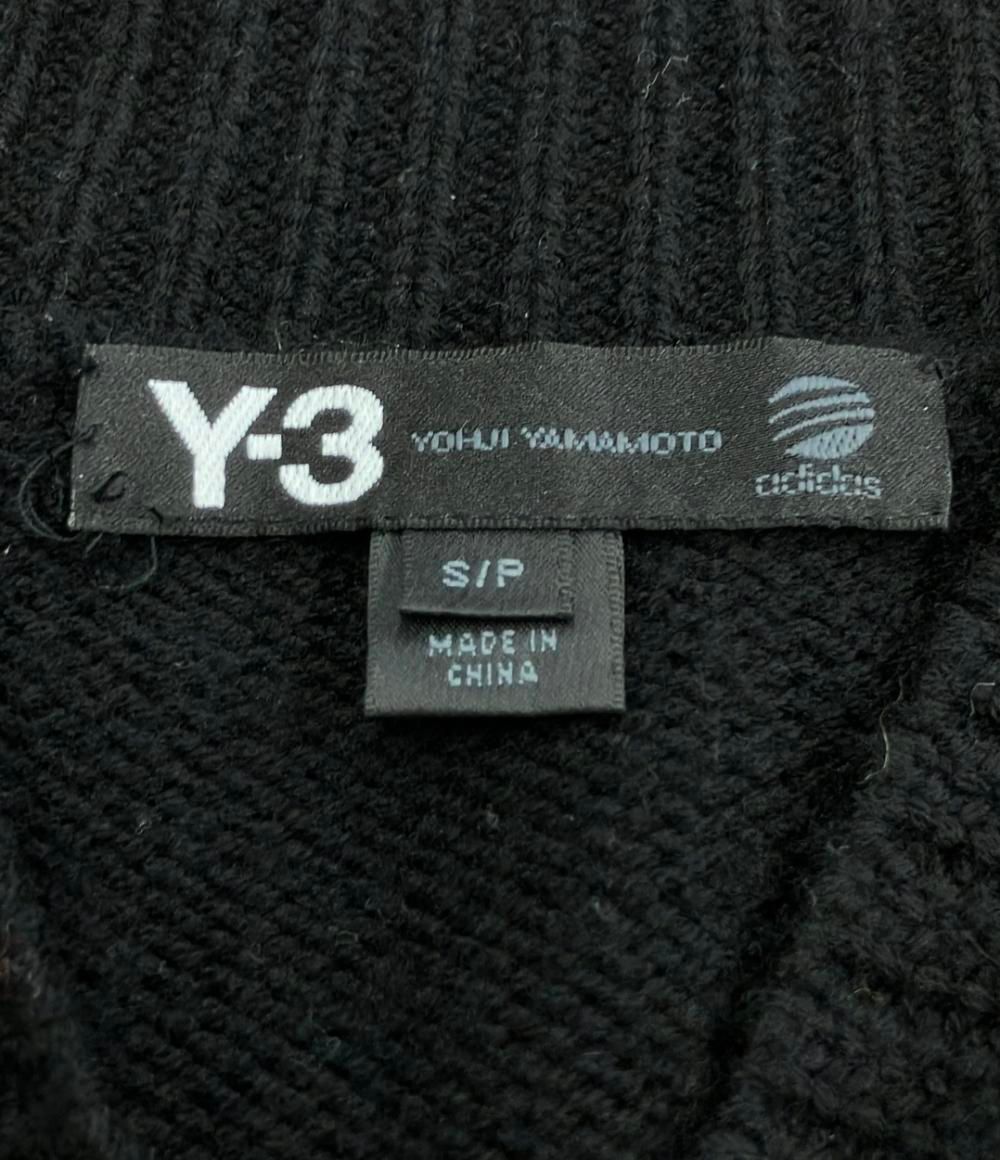 Y-3 YOHJI YAMAMOTO adidas
S/P
MADE IN
CHINA